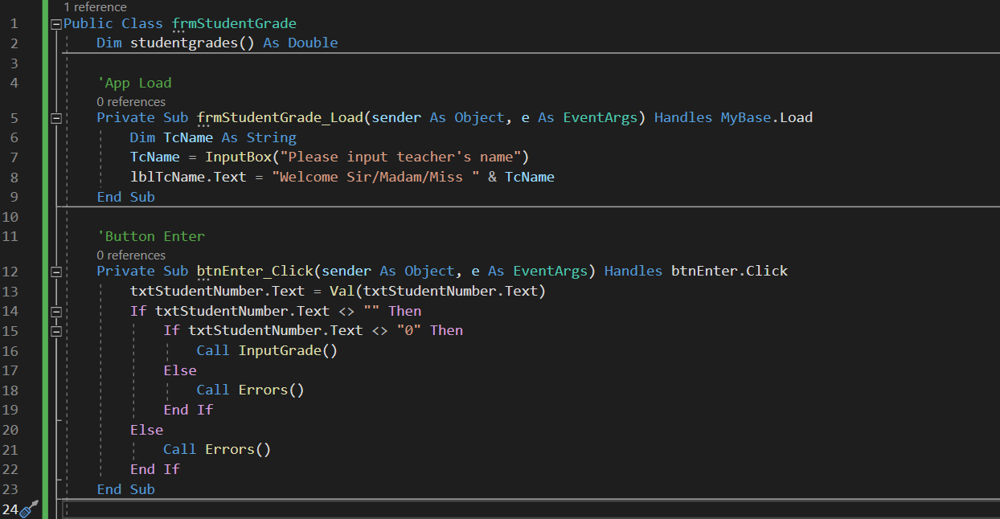 1 reference
1 Public Class frmStudentGrade
2 Dim studentgrades() As Double
3
4 'App Load
0 references
5 Private Sub frmStudentGrade_Load(sender As Object, e As EventArgs) Handles MyBase.Load
6 Dim TcName As String
7 TcName = InputBox("Please input teacher's name")
8 lblTcName.Text = "Welcome Sir/Madam/Miss " & TcName
9 End Sub
10
11 'Button Enter
0 references
12 Private Sub btnEnter_Click(sender As Object, e As EventArgs) Handles btnEnter.Click
13 txtStudentNumber.Text = Val(txtStudentNumber.Text)
14 If txtStudentNumber.Text <> "" Then
15 If txtStudentNumber.Text <> "0" Then
16 Call InputGrade()
17 Else
18 Call Errors()
19 End If
20 Else
21 Call Errors()
22 End If
23 End Sub
24